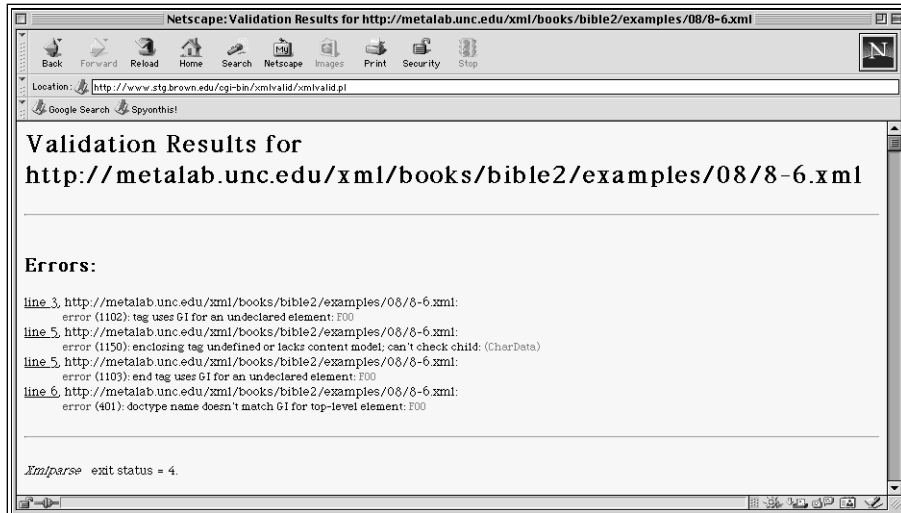 Netscape: Validation Results for http://metalab.unc.edu/xml/books/bible2/examples/08/8-6.xml
Back Forward Reload Home Search Netscape Images Print Security Stop
My
N
Location: http://www.stg.brown.edu/cgi-bin/xmlvalid/xmlvalid.pl
Google Search Spyonthis!
Validation Results for
http://metalab.unc.edu/xml/books/bible2/examples/08/8-6.xml
Errors:
line 3, http://metalab.unc.edu/xml/books/bible2/examples/08/8-6.xml:
error (1102): tag uses GI for an undeclared element: FOO
line 5, http://metalab.unc.edu/xml/books/bible2/examples/08/8-6.xml:
error (1150): enclosing tag undefined or lacks content model; can't check child: (CharData)
line 5, http://metalab.unc.edu/xml/books/bible2/examples/08/8-6.xml:
error (1103): end tag uses GI for an undeclared element: FOO
line 6, http://metalab.unc.edu/xml/books/bible2/examples/08/8-6.xml:
error (401): doctype name doesn't match GI for top-level element: FOO
Xmlparse exit status = 4.